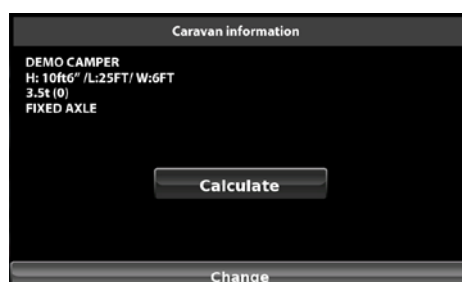 Caravan information
DEMO CAMPER
H: 10ft6” /L:25FT/ W:6FT
3.5t (0)
FIXED AXLE
Calculate
Change